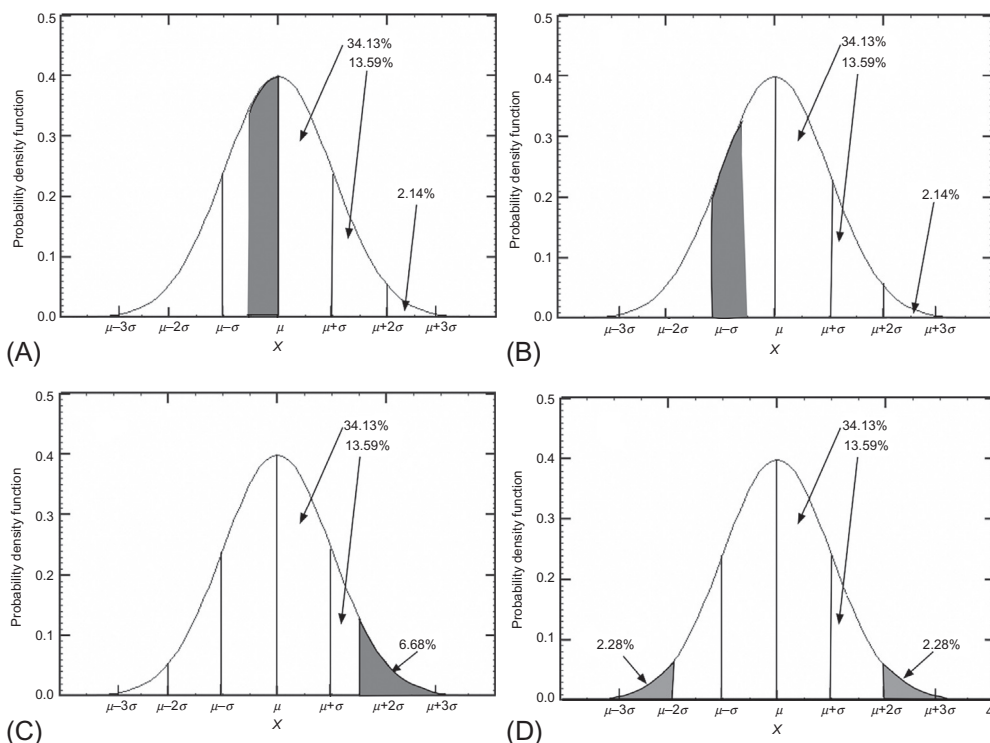 0.5
0.4
0.3
0.2
0.1
0.0
Probability density function
34.13%
13.59%
2.14%
μ–3σ μ–2σ μ–σ μ μ+σ μ+2σ μ+3σ
X
(A)
0.5
0.4
0.3
0.2
0.1
0.0
Probability density function
34.13%
13.59%
2.14%
μ–3σ μ–2σ μ–σ μ μ+σ μ+2σ μ+3σ
X
(B)
0.5
0.4
0.3
0.2
0.1
0.0
Probability density function
34.13%
13.59%
6.68%
μ–3σ μ–2σ μ–σ μ μ+σ μ+2σ μ+3σ
X
(C)
0.5
0.4
0.3
0.2
0.1
0.0
Probability density function
34.13%
13.59%
2.28%
2.28%
μ–3σ μ–2σ μ–σ μ μ+σ μ+2σ μ+3σ 4
X
(D)